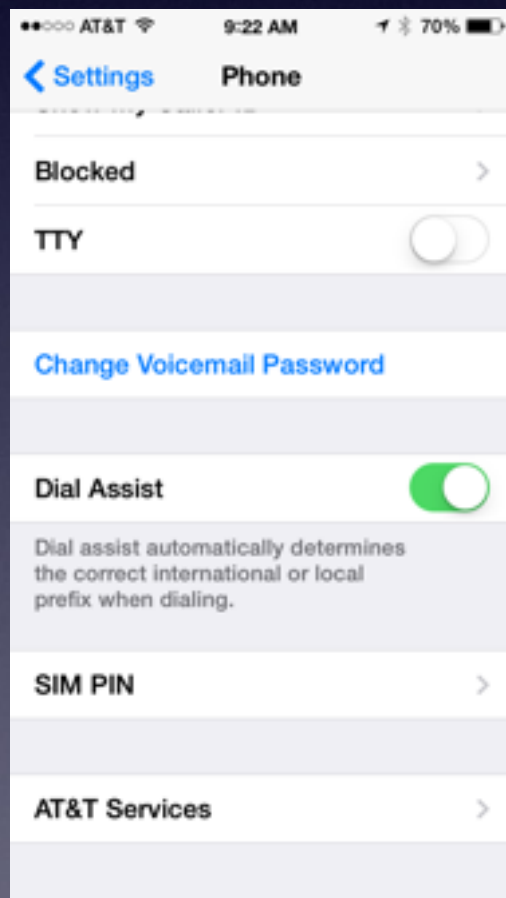 AT&T 9:22 AM 70%
Settings Phone
Blocked
TTY
Change Voicemail Password
Dial Assist
Dial assist automatically determines
the correct international or local
prefix when dialing.
SIM PIN
AT&T Services